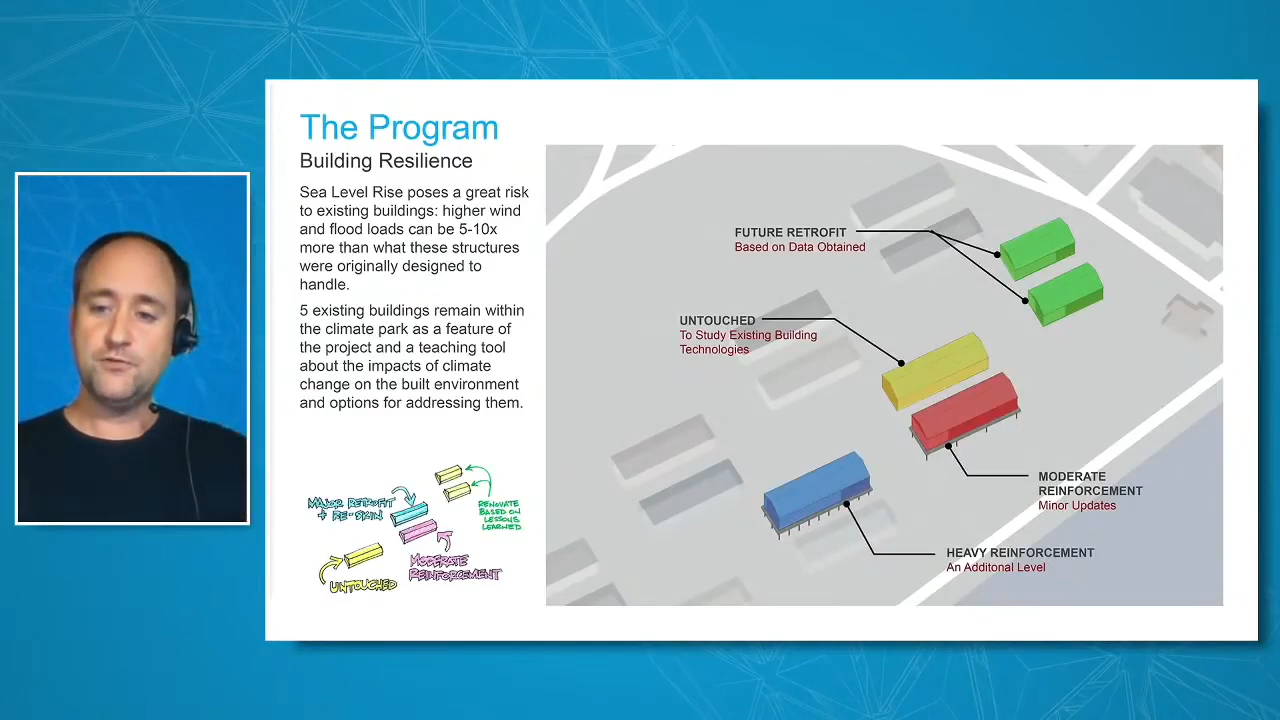 The Program
Building Resilience
Sea Level Rise poses a great risk
to existing buildings: higher wind
and flood loads can be 5-10x
more than what these structures
were originally designed to
handle.
5 existing buildings remain within
the climate park as a feature of
the project and a teaching tool
about the impacts of climate
change on the built environment
and options for addressing them.
MAJOR RETROFIT
+ RE-SKIN
RENOVATE
BASED ON
LESSONS
LEARNED
MODERATE
REINFORCEMENT
UNTOUCHED
FUTURE RETROFIT
Based on Data Obtained
UNTOUCHED
To Study Existing Building
Technologies
MODERATE
REINFORCEMENT
Minor Updates
HEAVY REINFORCEMENT
An Additonal Level